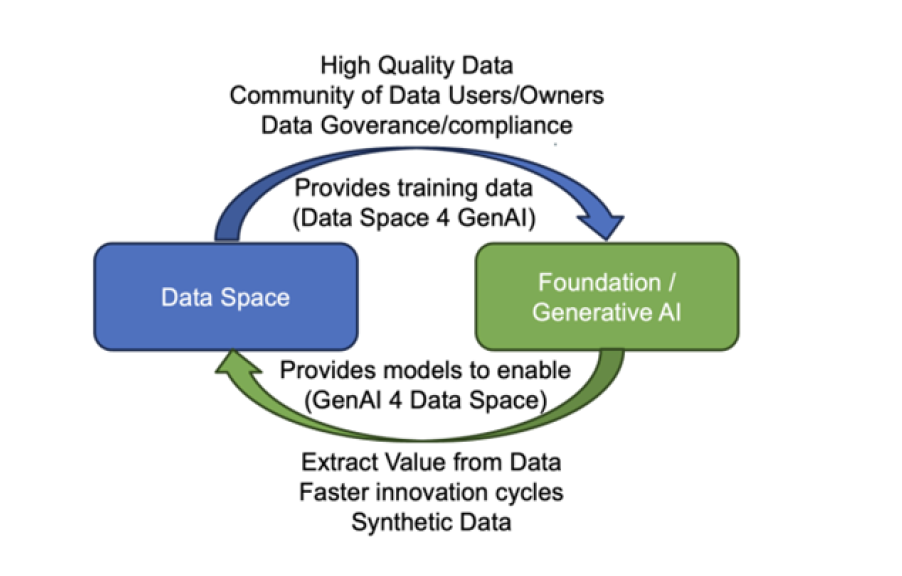 High Quality Data
Community of Data Users/Owners
Data Goverance/compliance
Provides training data
(Data Space 4 GenAI)
Data Space
Foundation /
Generative AI
Provides models to enable
(GenAI 4 Data Space)
Extract Value from Data
Faster innovation cycles
Synthetic Data